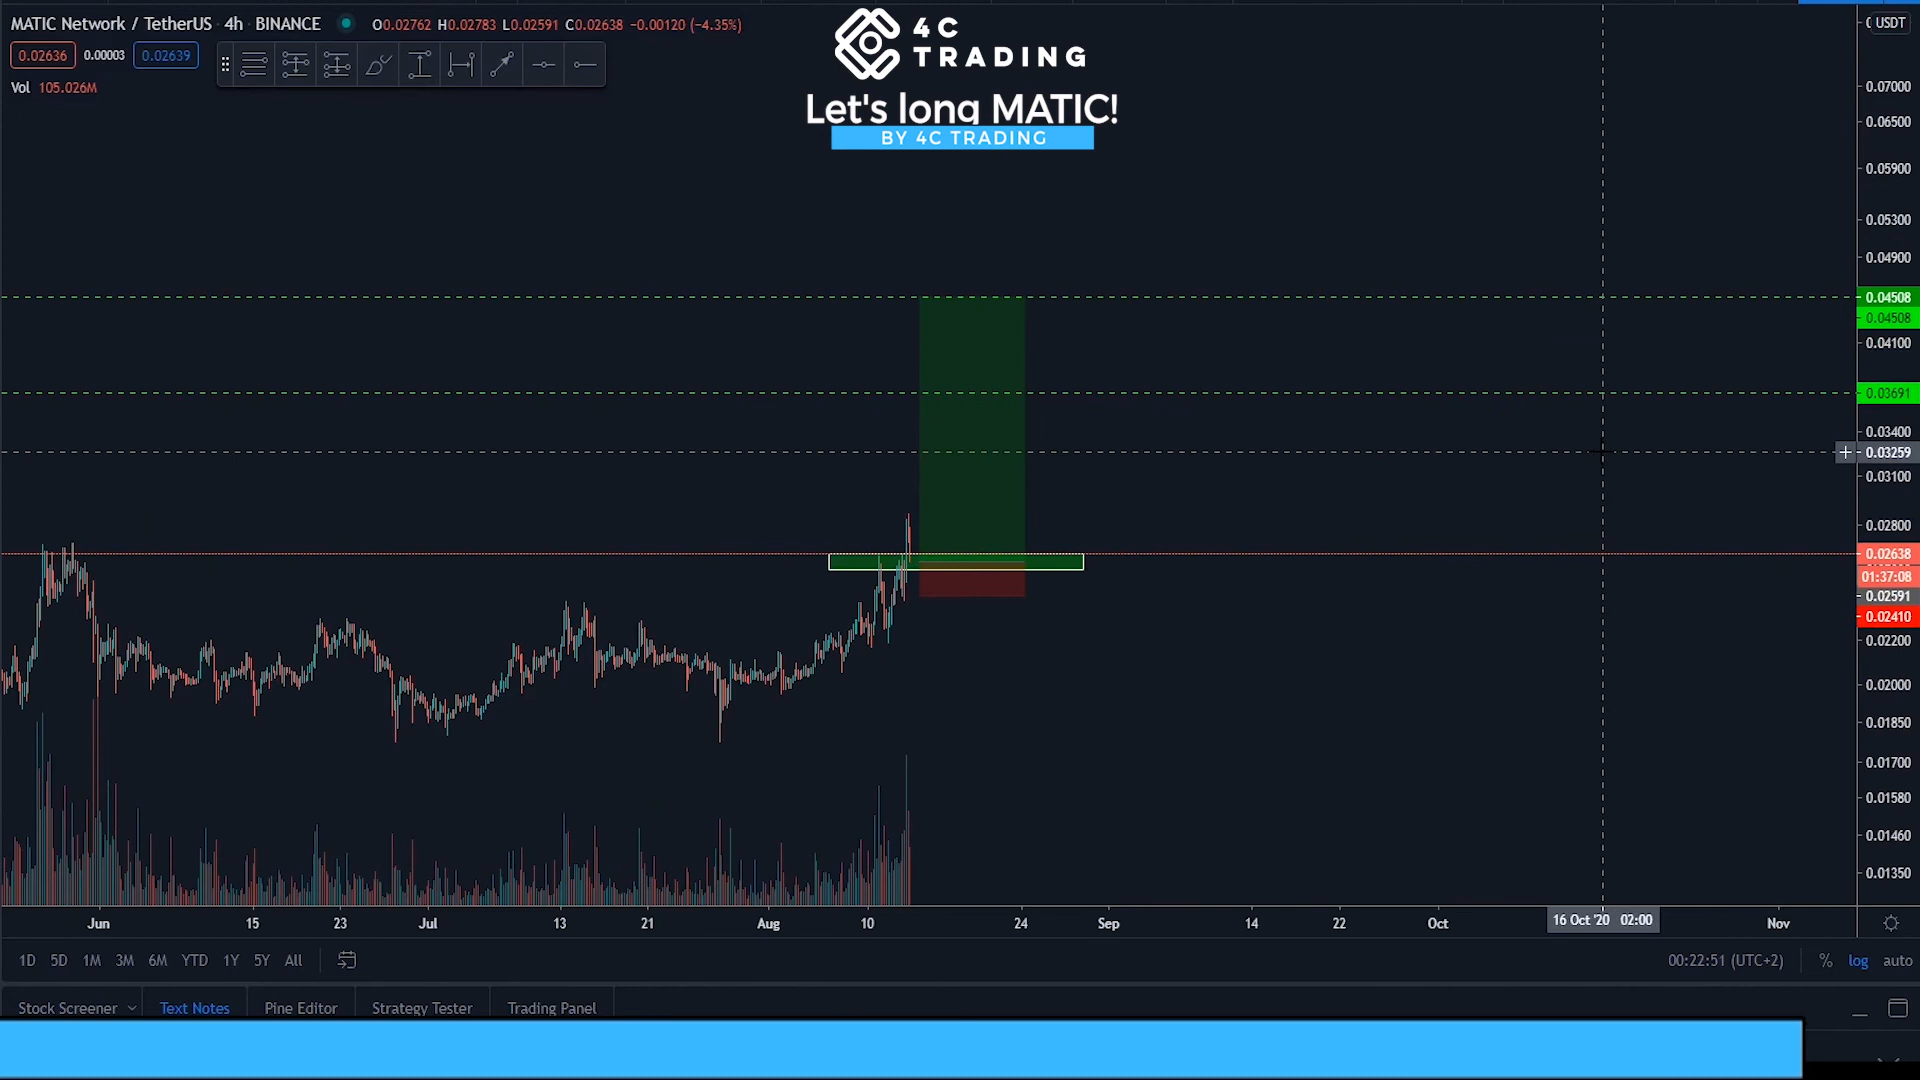 MATIC Network / TetherUS · 4h · BINANCE O0.02762 H0.02783 L0.02591 C0.02638 −0.00120 (−4.35%)
0.02636 0.00003 0.02639
Vol 105.026M
4C
TRADING
Let's long MATIC!
BY 4C TRADING
USDT
0.07000
0.06500
0.05900
0.05300
0.04900
0.04508
0.04508
0.04100
0.03691
0.03400
0.03259
0.03100
0.02800
0.02638
01:37:08
0.02591
0.02410
0.02200
0.02000
0.01850
0.01700
0.01580
0.01460
0.01350
Jun 15 23 Jul 13 21 Aug 10 24 Sep 14 22 Oct 16 Oct '20 02:00 Nov
1D 5D 1M 3M 6M YTD 1Y 5Y All 00:22:51 (UTC+2) % log auto
Stock Screener Text Notes Pine Editor Strategy Tester Trading Panel